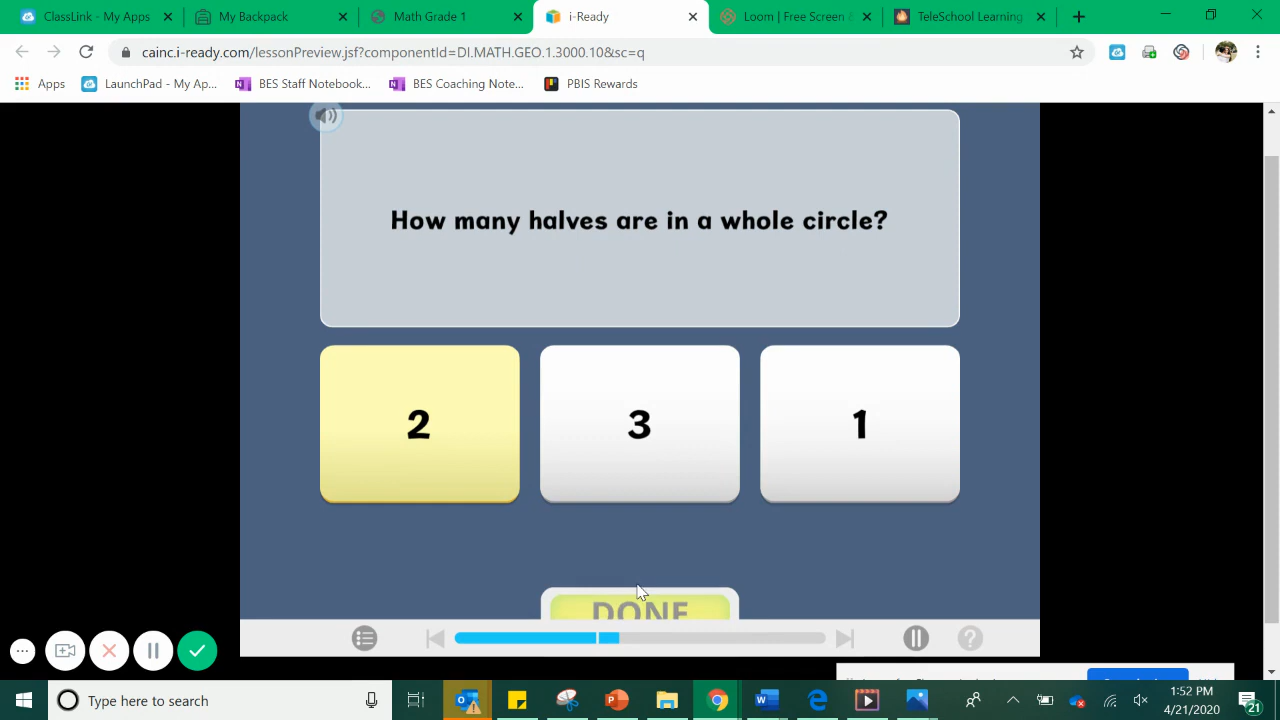 ClassLink - My Apps
My Backpack
Math Grade 1
i-Ready
Loom | Free Screen &
TeleSchool Learning
cainc.i-ready.com/lessonPreview.jsf?componentId=DI.MATH.GEO.1.3000.10&sc=q
Apps
LaunchPad - My Ap...
BES Staff Notebook...
BES Coaching Note...
PBIS Rewards
How many halves are in a whole circle?
2
3
1
DONE
Type here to search
1:52 PM
4/21/2020
21